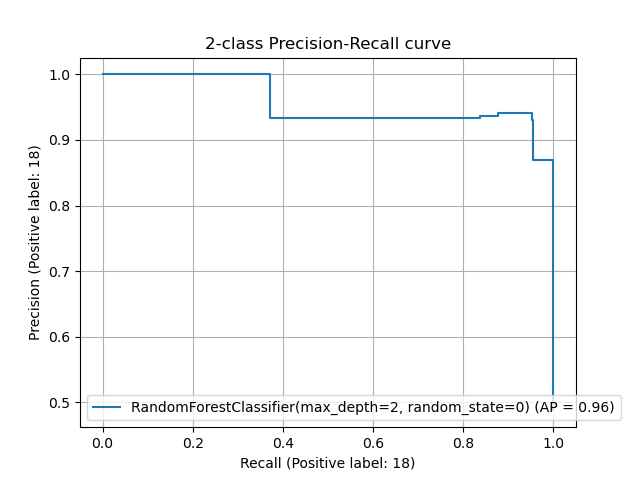 2-class Precision-Recall curve
1.0
0.9
0.8
0.7
0.6
0.5
Precision (Positive label: 18)
RandomForestClassifier(max_depth=2, random_state=0) (AP = 0.96)
0.0 0.2 0.4 0.6 0.8 1.0
Recall (Positive label: 18)